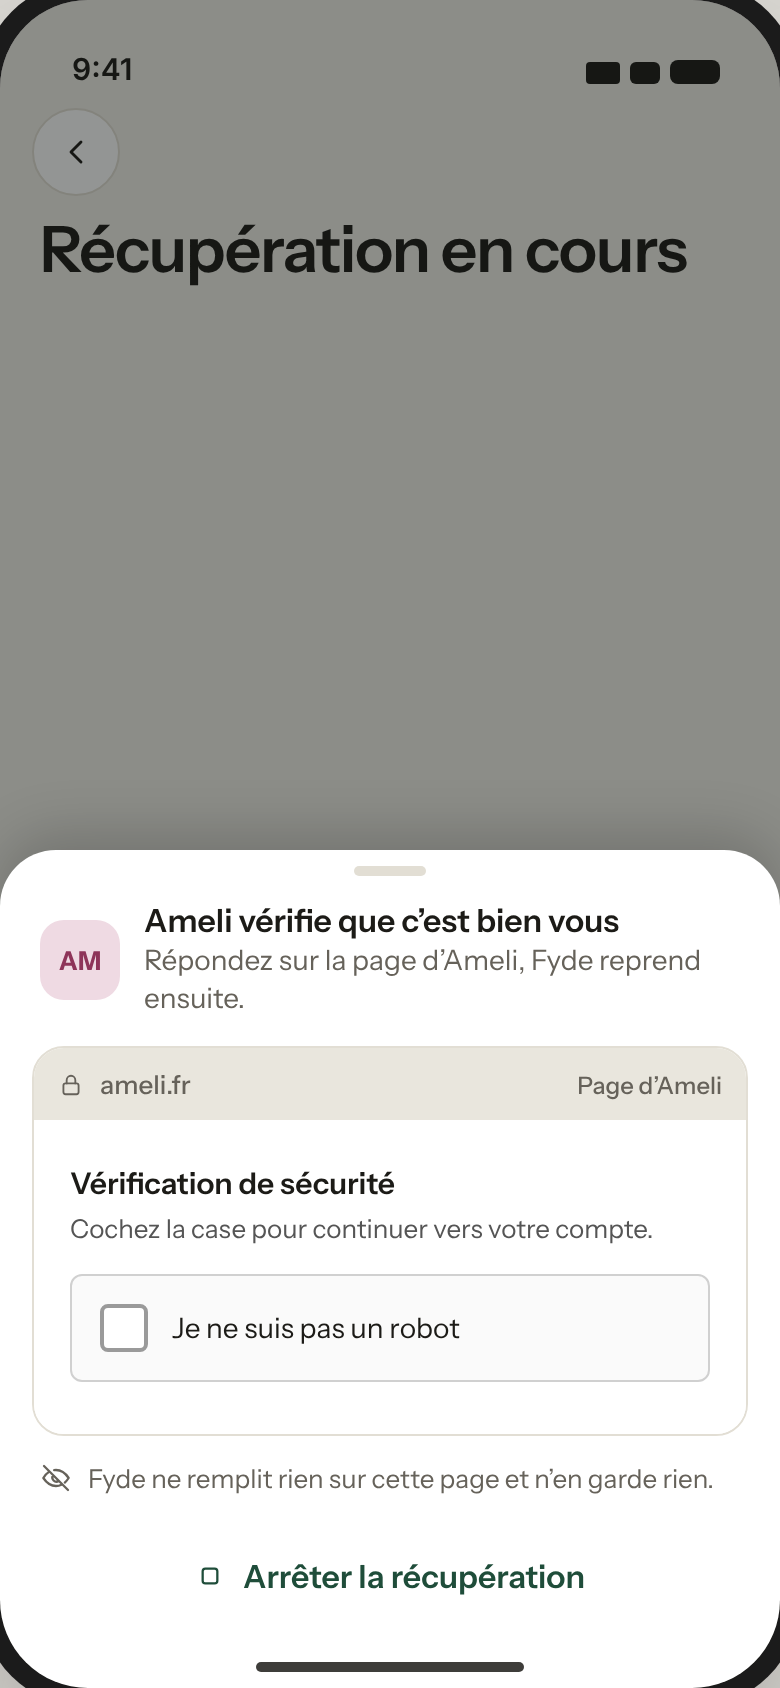 9:41
Récupération en cours
AM
Ameli vérifie que c’est bien vous
Répondez sur la page d’Ameli, Fyde reprend
ensuite.
ameli.fr
Page d’Ameli
Vérification de sécurité
Cochez la case pour continuer vers votre compte.
Je ne suis pas un robot
Fyde ne remplit rien sur cette page et n’en garde rien.
Arrêter la récupération